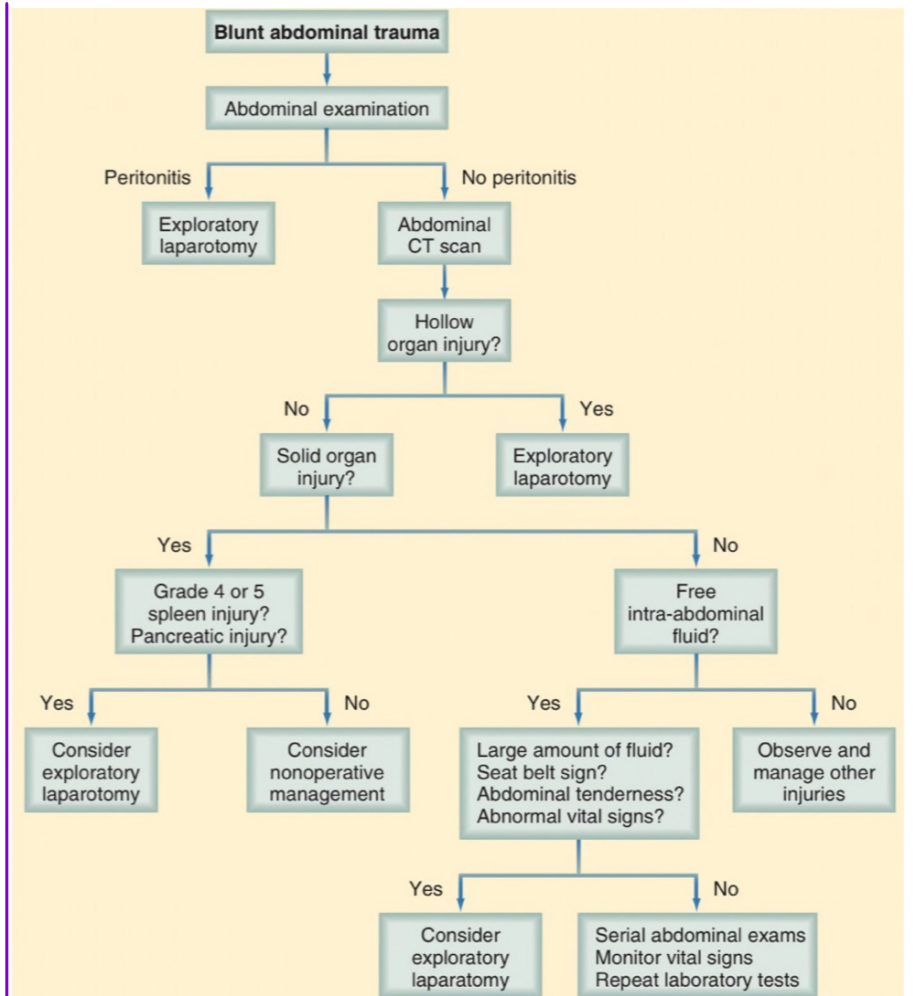 Blunt abdominal trauma
Abdominal examination
Peritonitis
No peritonitis
Exploratory
laparotomy
Abdominal
CT scan
Hollow
organ injury?
No
Yes
Solid organ
injury?
Exploratory
laparotomy
Yes
No
Grade 4 or 5
spleen injury?
Pancreatic injury?
Free
intra-abdominal
fluid?
Yes
No
Yes
No
Consider
exploratory
laparotomy
Consider
nonoperative
management
Large amount of fluid?
Seat belt sign?
Abdominal tenderness?
Abnormal vital signs?
Observe and
manage other
injuries
Yes
No
Consider
exploratory
laparatomy
Serial abdominal exams
Monitor vital signs
Repeat laboratory tests